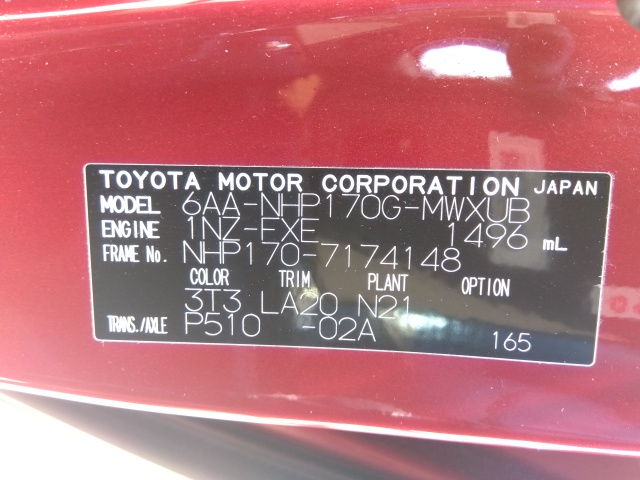 TOYOTA MOTOR CORPORATION JAPAN
MODEL 6AA-NHP170G-MWXUB
ENGINE 1NZ-FXE 1496 mL
FRAME No. NHP170-7174148
COLOR TRIM PLANT OPTION
3T3 LA20 N21
TRANS./AXLE P510 -02A 165